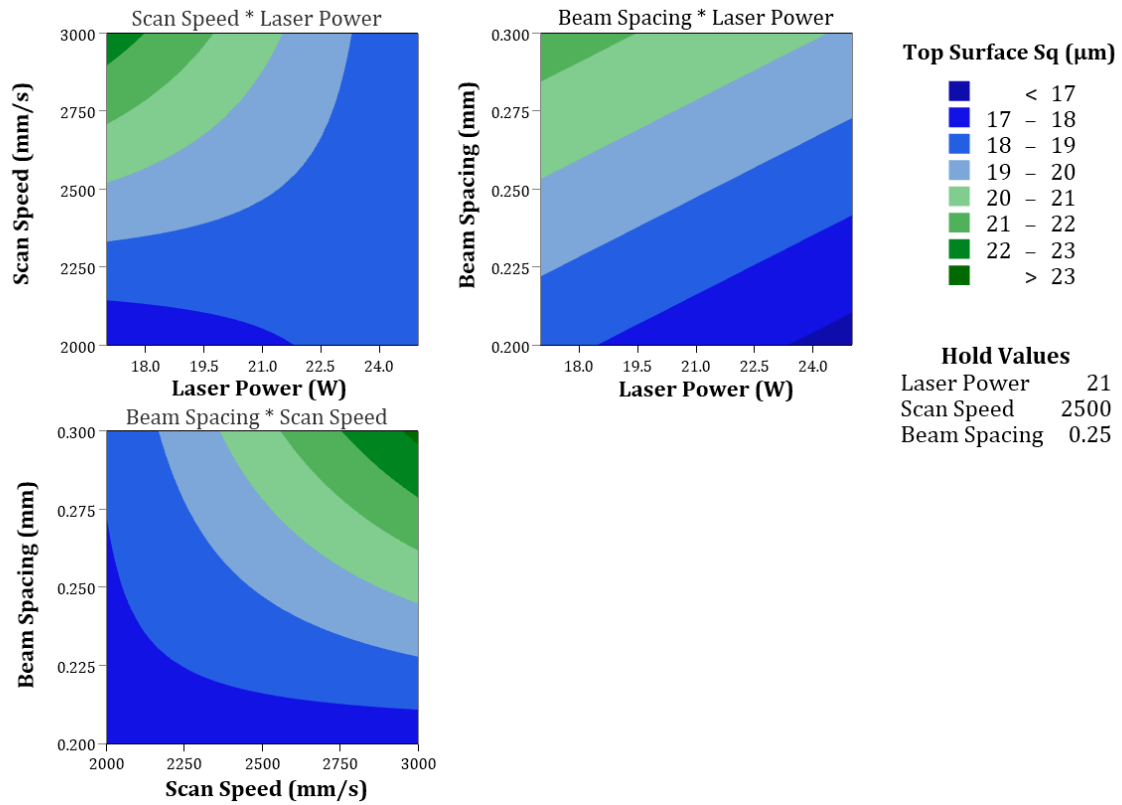 Scan Speed * Laser Power
3000
2750
2500
2250
2000
Scan Speed (mm/s)
18.0 19.5 21.0 22.5 24.0
Laser Power (W)
Beam Spacing * Laser Power
0.300
0.275
0.250
0.225
0.200
Beam Spacing (mm)
18.0 19.5 21.0 22.5 24.0
Laser Power (W)
Top Surface Sq (μm)
< 17
17 – 18
18 – 19
19 – 20
20 – 21
21 – 22
22 – 23
> 23
Hold Values
Laser Power 21
Scan Speed 2500
Beam Spacing 0.25
Beam Spacing * Scan Speed
0.300
0.275
0.250
0.225
0.200
Beam Spacing (mm)
2000 2250 2500 2750 3000
Scan Speed (mm/s)